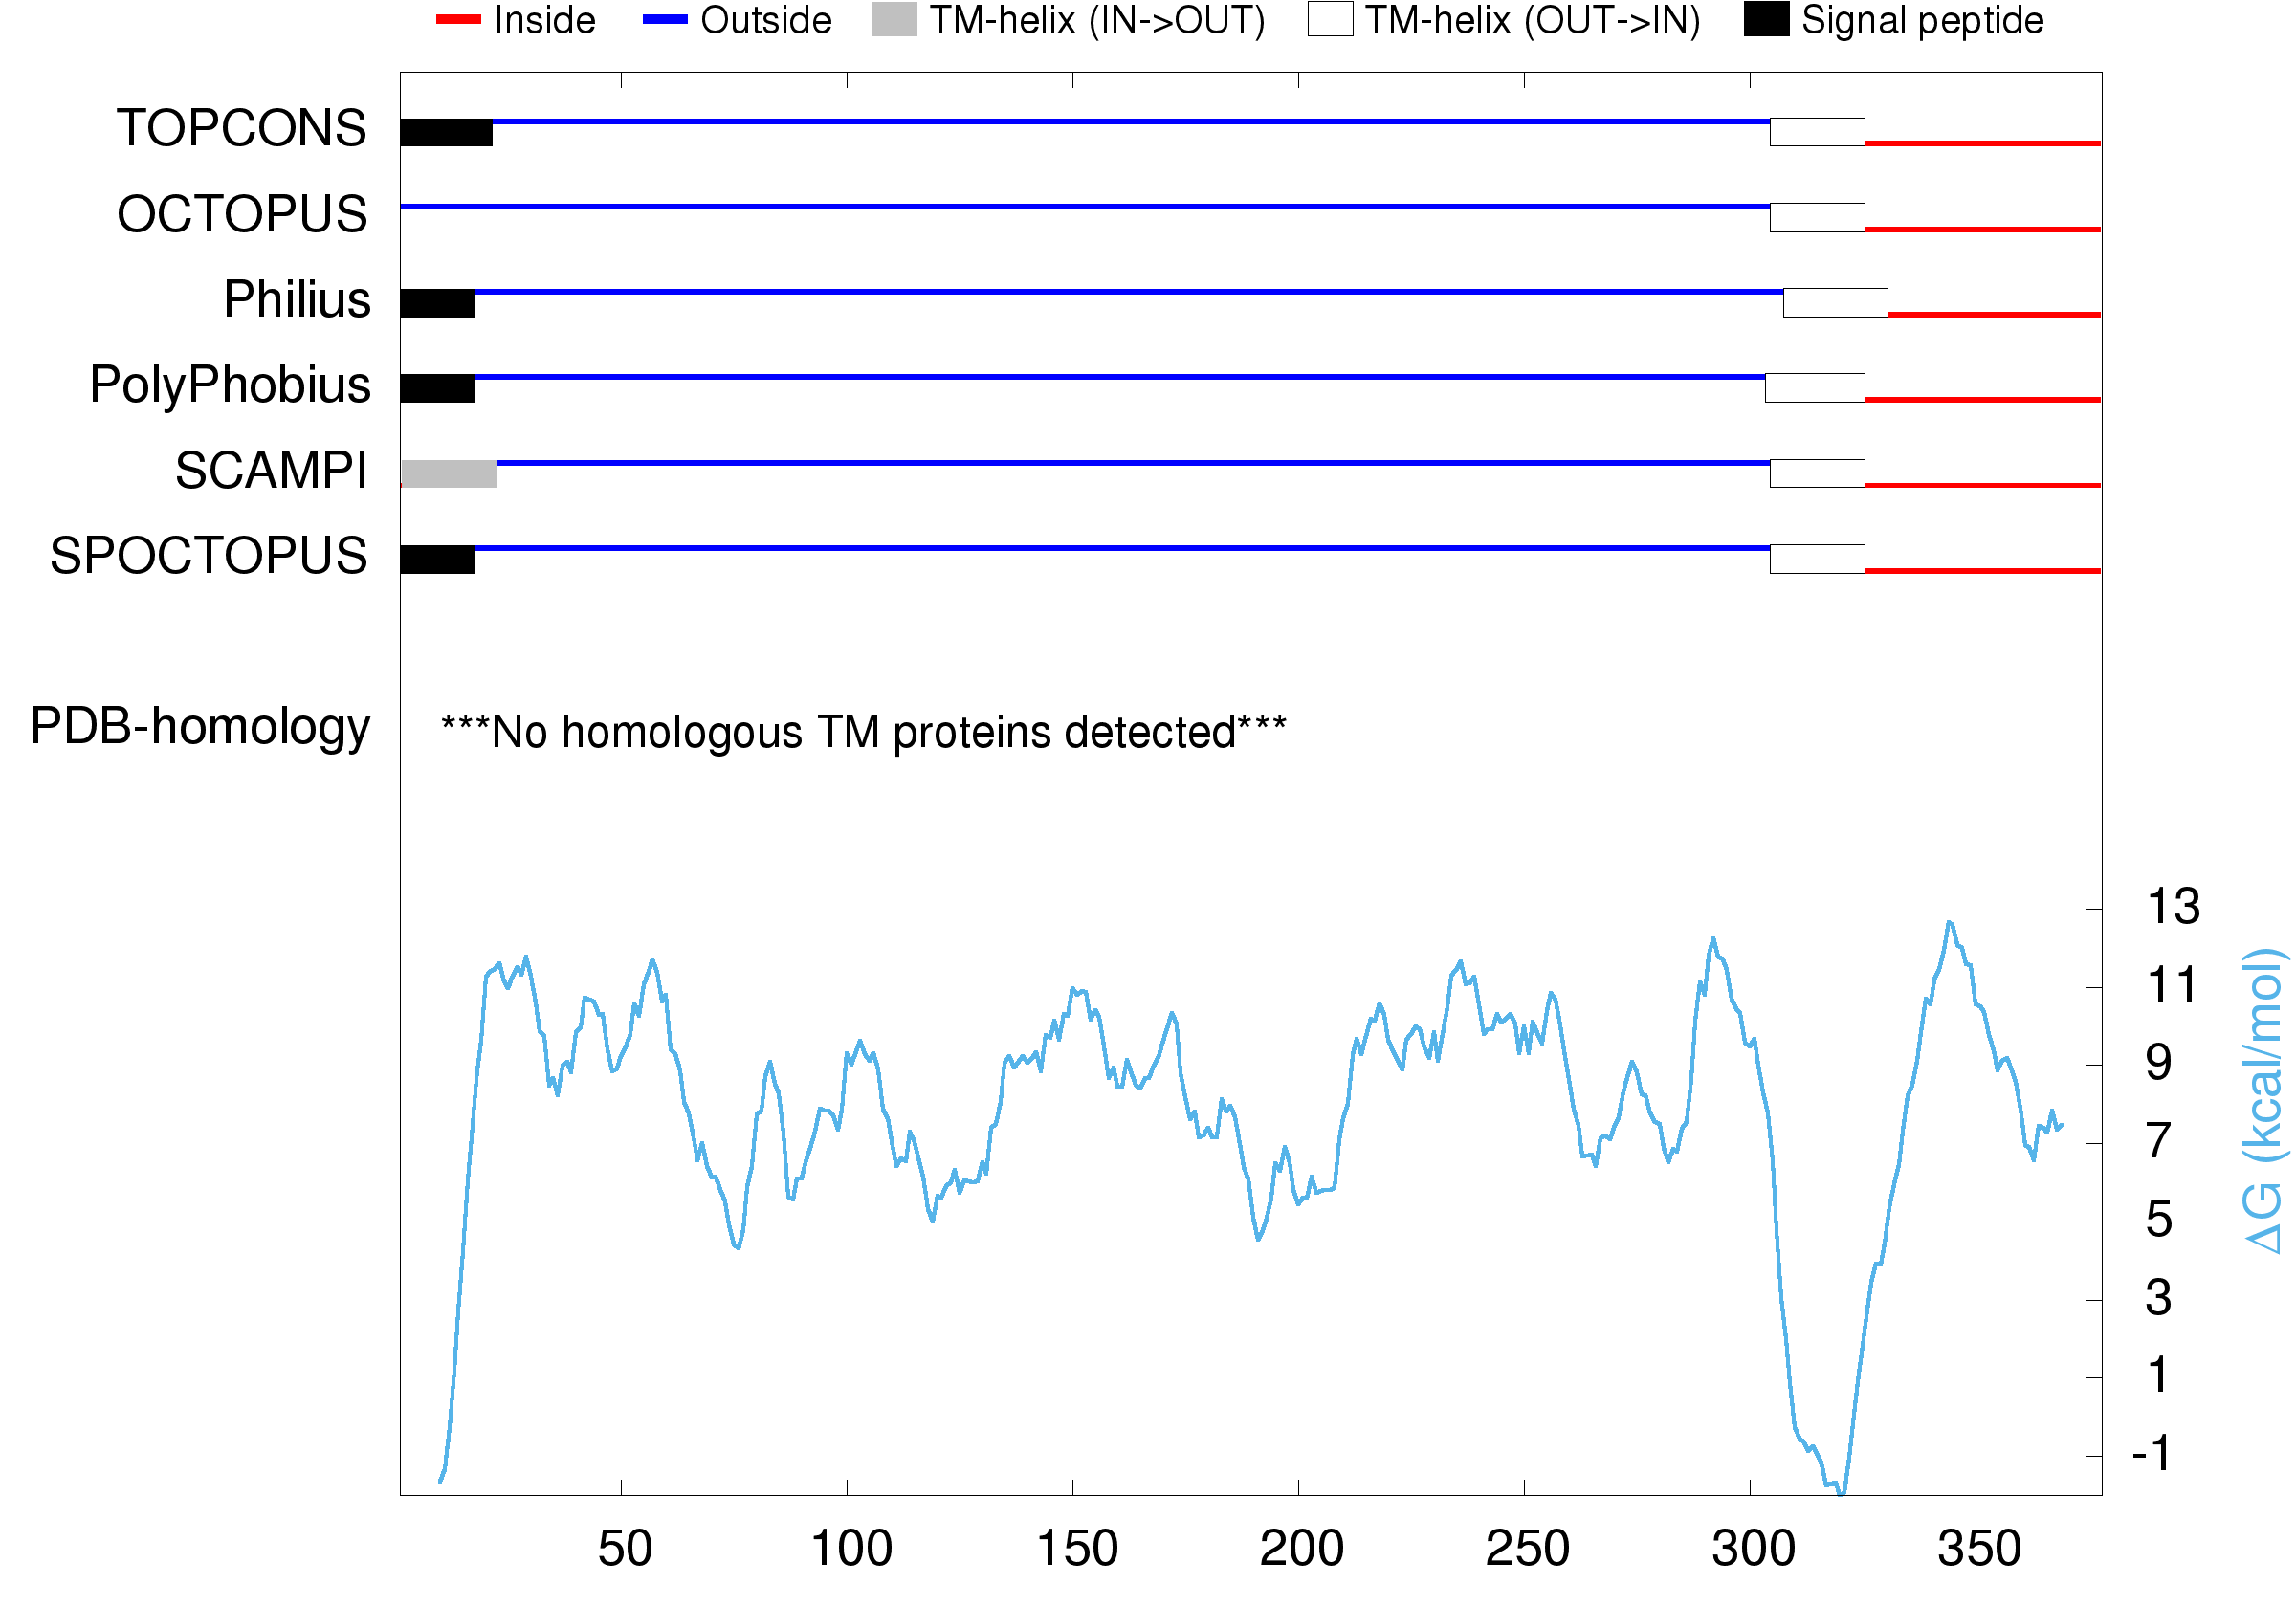 Inside Outside TM-helix (IN->OUT) TM-helix (OUT->IN) Signal peptide
TOPCONS
OCTOPUS
Philius
PolyPhobius
SCAMPI
SPOCTOPUS
PDB-homology ***No homologous TM proteins detected***
13
11
9
7
5
3
1
-1
ΔG (kcal/mol)
50 100 150 200 250 300 350